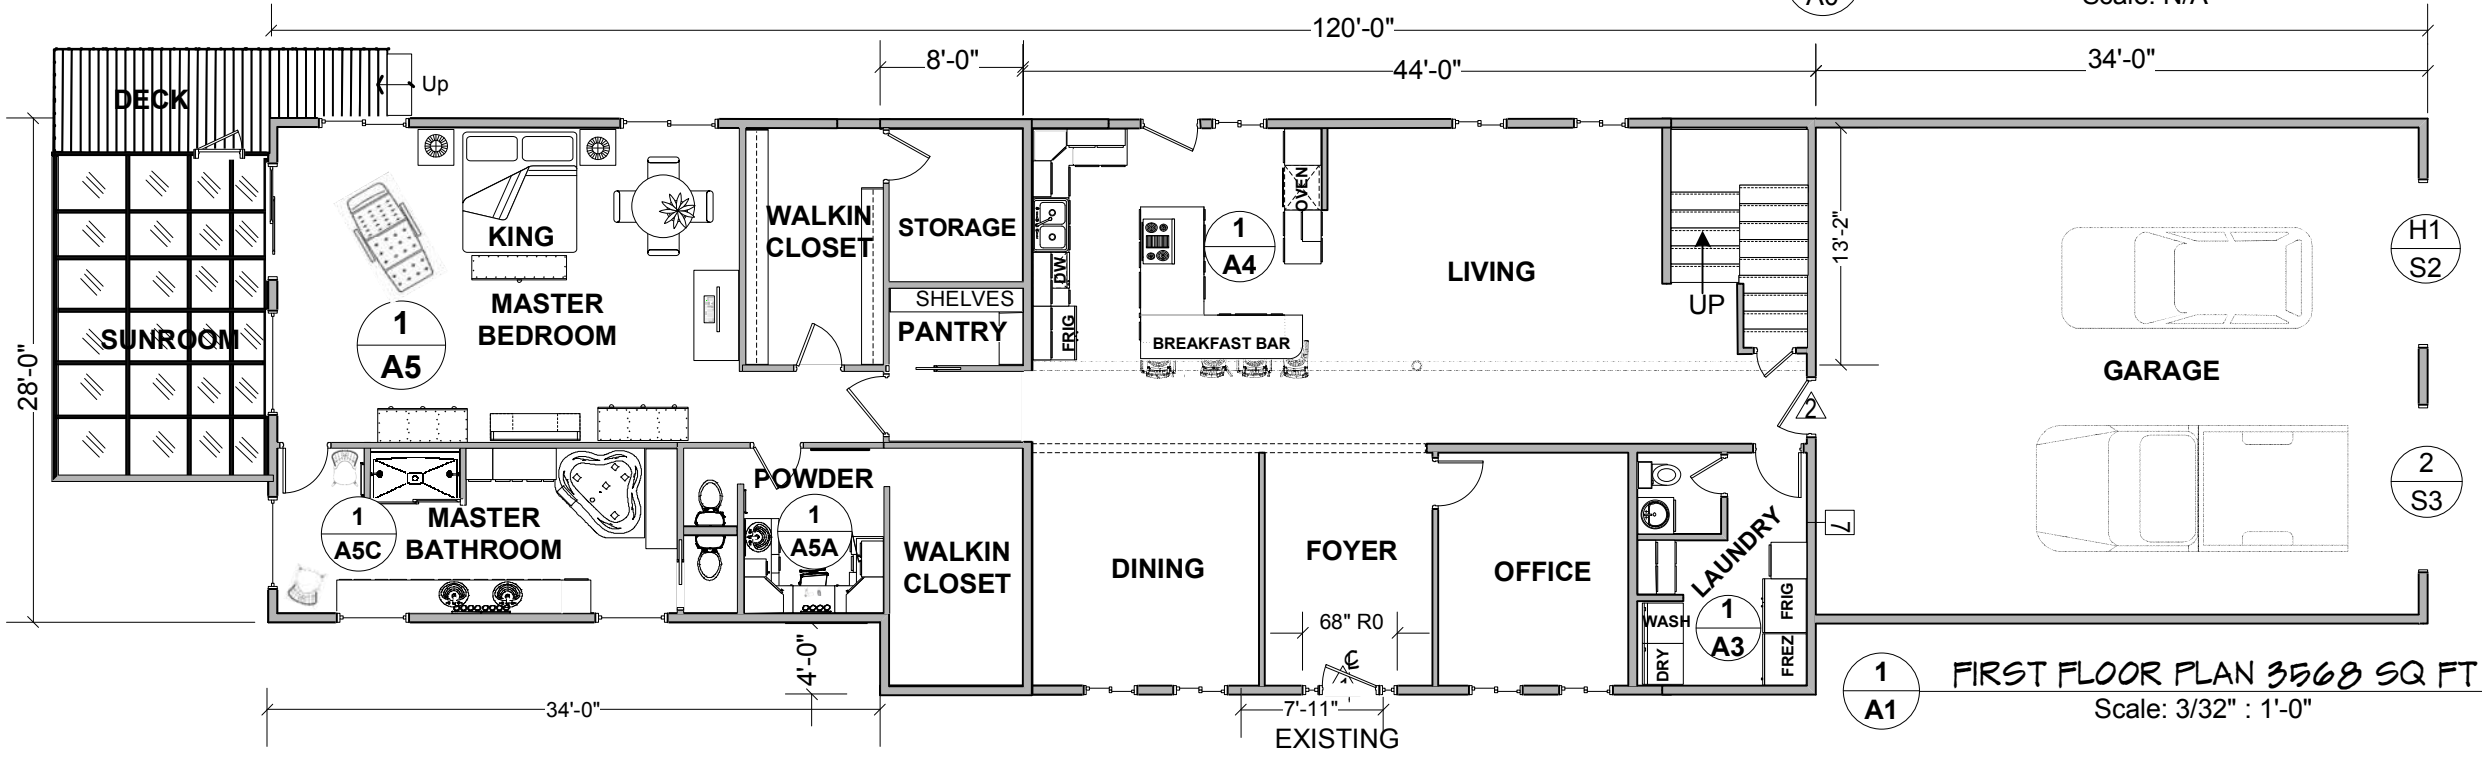 A6
Scale: N/A
120'-0"
8'-0"
44'-0"
34'-0"
Up
DECK
28'-0"
SUNROOM
KING
MASTER
BEDROOM
1
A5
WALKIN
CLOSET
STORAGE
SHELVES
PANTRY
DW
FRIG
OVEN
1
A4
BREAKFAST BAR
LIVING
UP
13'-2"
2
GARAGE
H1
S2
2
S3
MASTER
BATHROOM
1
A5C
POWDER
1
A5A
WALKIN
CLOSET
DINING
FOYER
68" R0
OFFICE
LAUNDRY
7
WASH
DRY
1
A3
FRIG
FREZ
4'-0"
34'-0"
7'-11"
EXISTING
1
A1
FIRST FLOOR PLAN 3568 SQ FT
Scale: 3/32" : 1'-0"